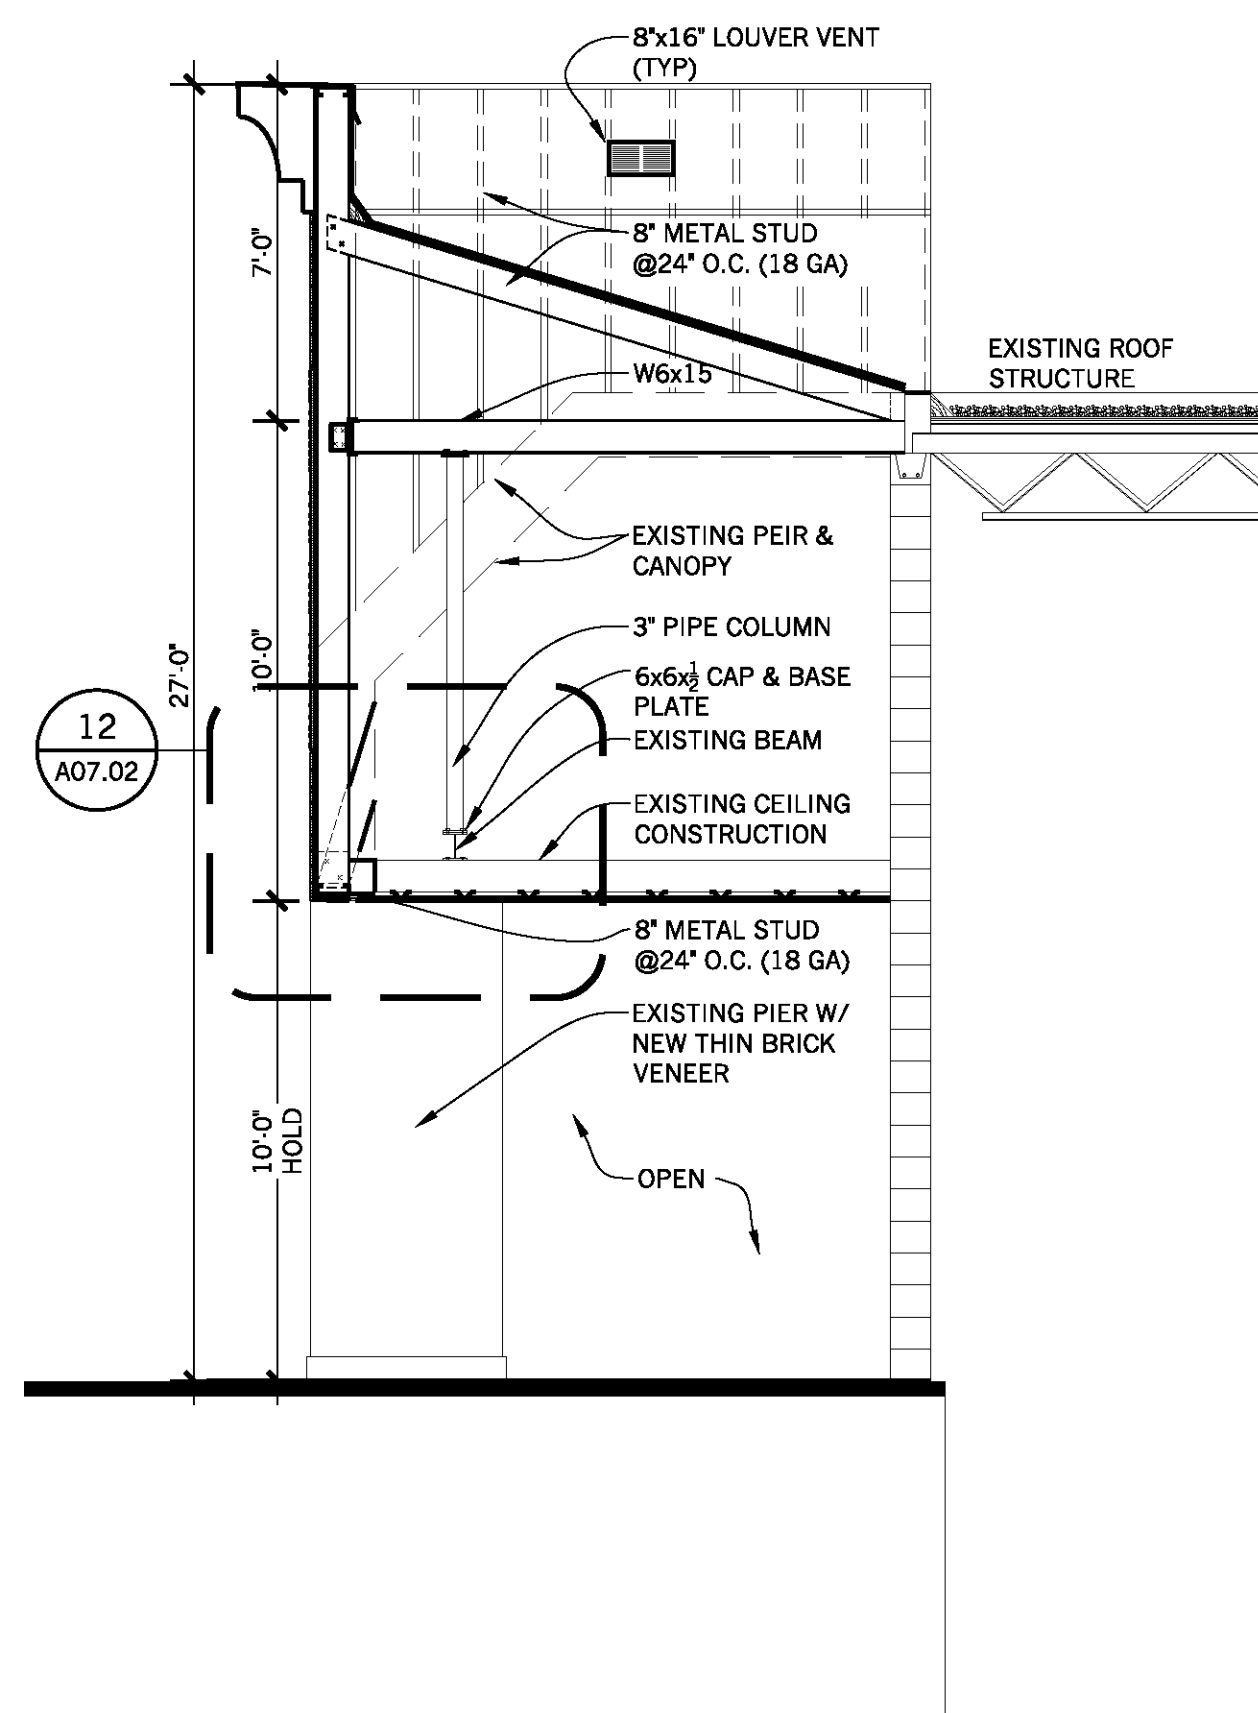 8"x16" LOUVER VENT
(TYP)
8" METAL STUD
@24" O.C. (18 GA)
7'-0"
EXISTING ROOF
STRUCTURE
W6x15
EXISTING PEIR &
CANOPY
3" PIPE COLUMN
10'-0"
27'-0"
6x6x½ CAP & BASE
PLATE
12
A07.02
EXISTING BEAM
EXISTING CEILING
CONSTRUCTION
8" METAL STUD
@24" O.C. (18 GA)
EXISTING PIER W/
NEW THIN BRICK
VENEER
10'-0"
HOLD
OPEN